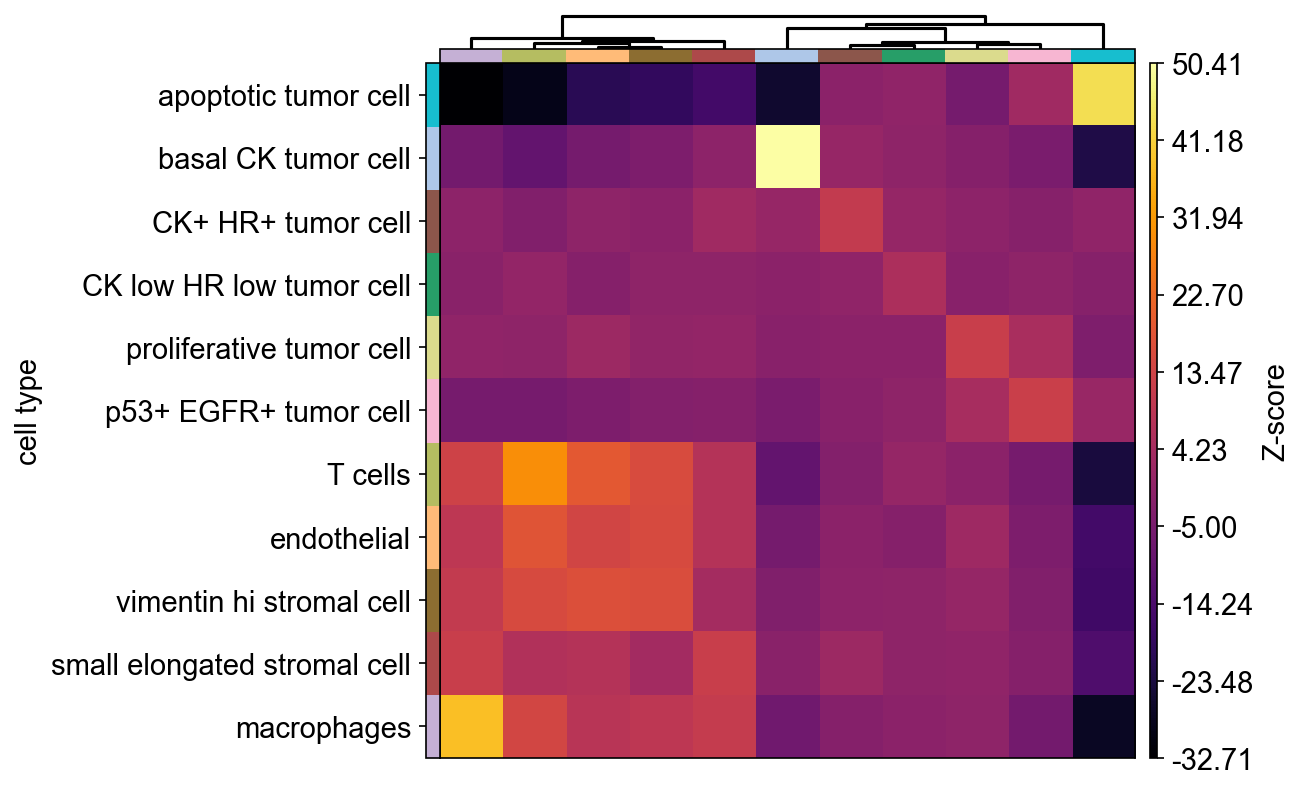 apoptotic tumor cell
basal CK tumor cell
CK+ HR+ tumor cell
CK low HR low tumor cell
proliferative tumor cell
p53+ EGFR+ tumor cell
T cells
endothelial
vimentin hi stromal cell
small elongated stromal cell
macrophages
cell type
50.41
41.18
31.94
22.70
13.47
4.23
-5.00
-14.24
-23.48
-32.71
Z-score